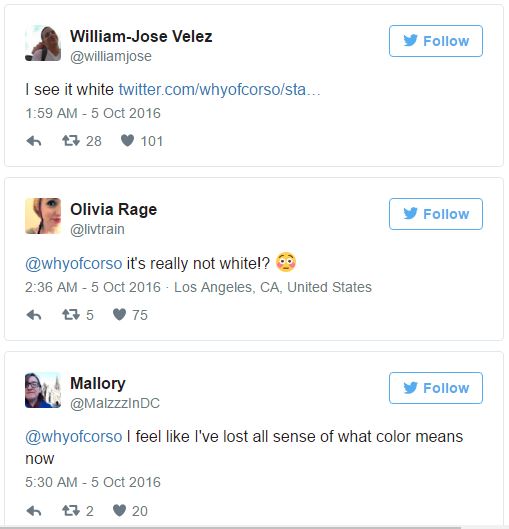 William-Jose Velez
@williamjose
Follow
I see it white twitter.com/whyofcorso/sta…
1:59 AM - 5 Oct 2016
28 101
Olivia Rage
@livtrain
Follow
@whyofcorso it's really not white!? 😳
2:36 AM - 5 Oct 2016 · Los Angeles, CA, United States
5 75
Mallory
@MalzzzInDC
Follow
@whyofcorso I feel like I've lost all sense of what color means
now
5:30 AM - 5 Oct 2016
2 20